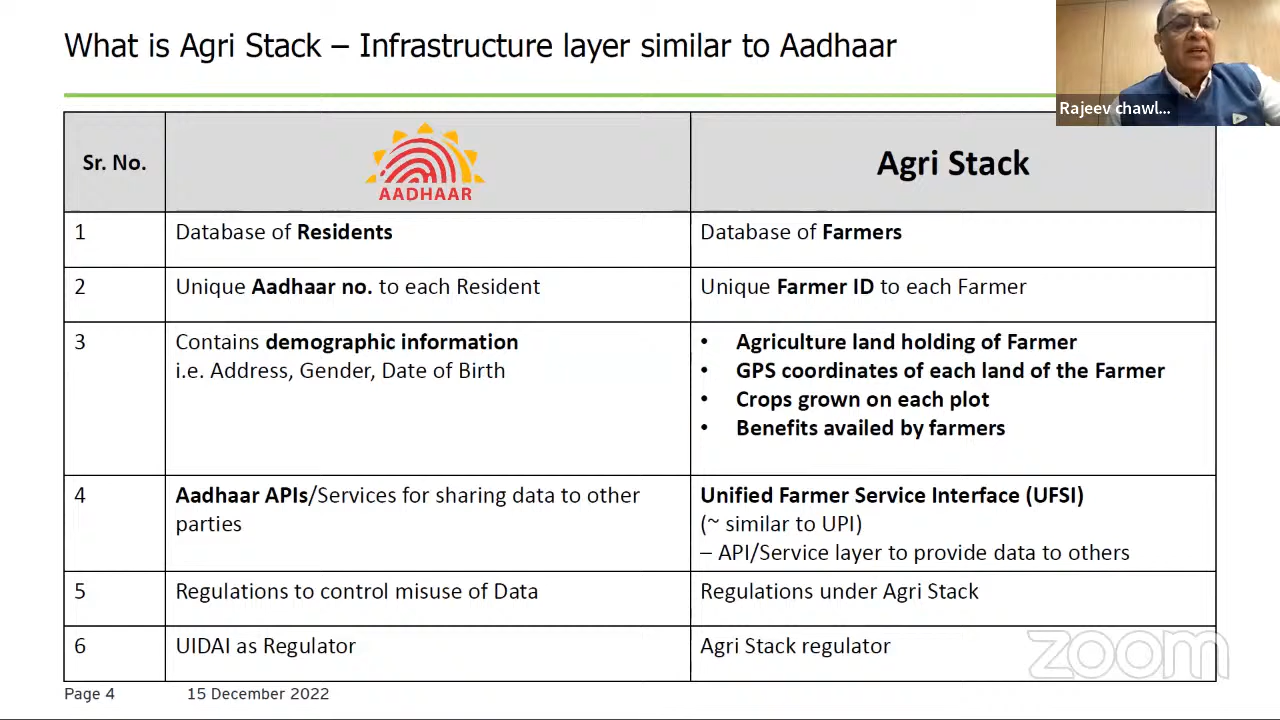 What is Agri Stack – Infrastructure layer similar to Aadhaar
Rajeev chawl...
Sr. No.
AADHAAR
Agri Stack
1
Database of Residents
Database of Farmers
2
Unique Aadhaar no. to each Resident
Unique Farmer ID to each Farmer
3
Contains demographic information
i.e. Address, Gender, Date of Birth
• Agriculture land holding of Farmer
• GPS coordinates of each land of the Farmer
• Crops grown on each plot
• Benefits availed by farmers
4
Aadhaar APIs/Services for sharing data to other
parties
Unified Farmer Service Interface (UFSI)
(~ similar to UPI)
– API/Service layer to provide data to others
5
Regulations to control misuse of Data
Regulations under Agri Stack
6
UIDAI as Regulator
Agri Stack regulator
zoom
Page 4
15 December 2022